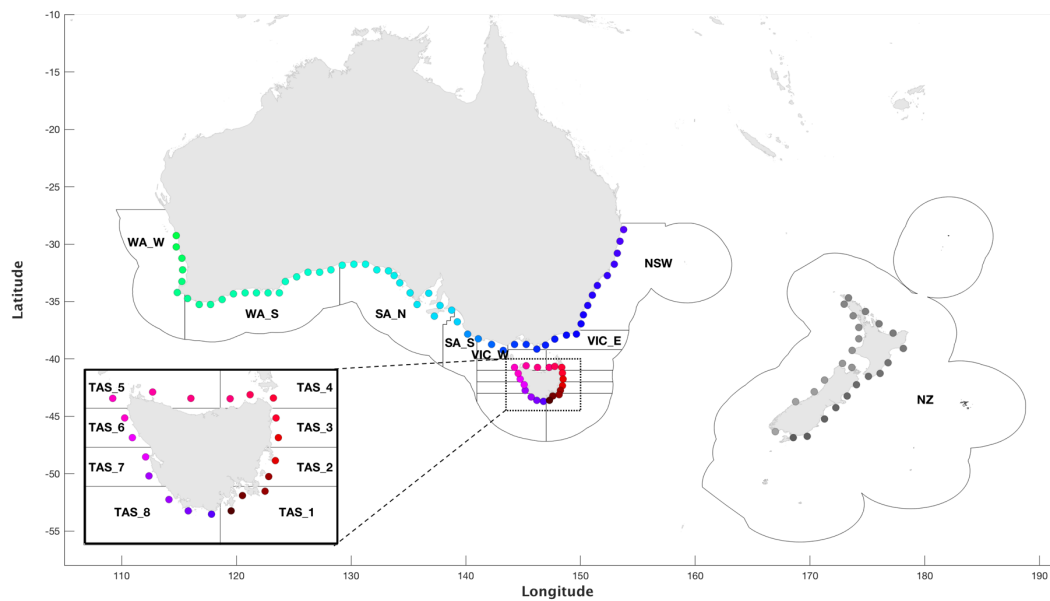 -10
-15
-20
-25
-30
-35
-40
-45
-50
-55
Latitude
WA_W
WA_S
SA_N
SA_S
VIC_W
VIC_E
NSW
NZ
TAS_5
TAS_4
TAS_6
TAS_3
TAS_7
TAS_2
TAS_8
TAS_1
110
120
130
140
150
160
170
180
190
Longitude